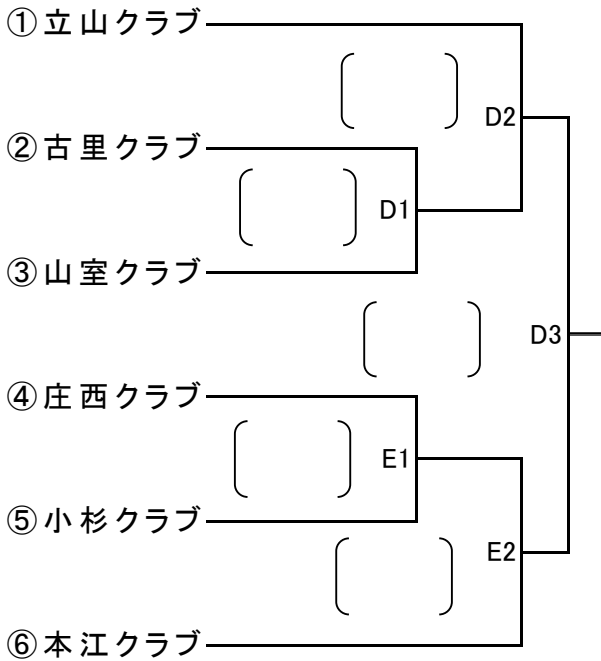 ①立山クラブ
D2
②古里クラブ
D1
③山室クラブ
D3
④庄西クラブ
E1
⑤小杉クラブ
E2
⑥本江クラブ